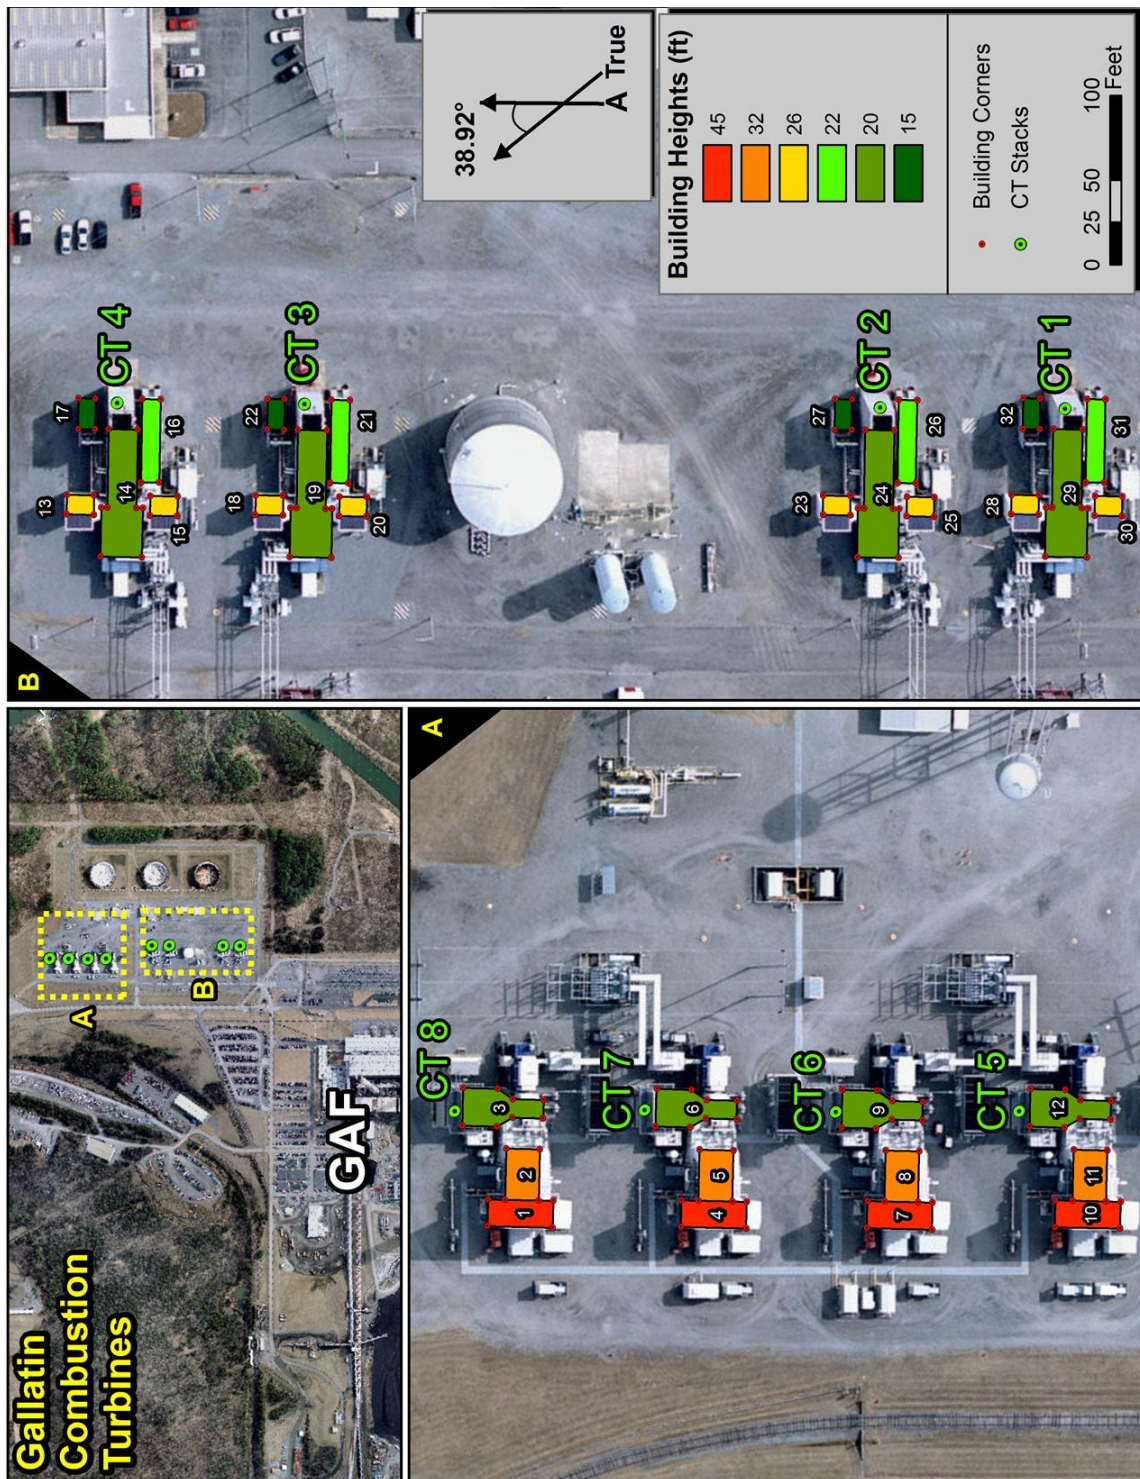 Gallatin
Combustion
Turbines
A
B
GAF
B
CT 4
17
13
14
16
15
CT 3
22
18
19
21
20
CT 2
27
23
24
26
25
CT 1
32
28
29
31
30
38.92°
A
True
Building Heights (ft)
45
32
26
22
20
15
Building Corners
CT Stacks
0
25
50
100
Feet
A
CT 8
3
2
1
CT 7
6
5
4
CT 6
9
8
7
CT 5
12
11
10